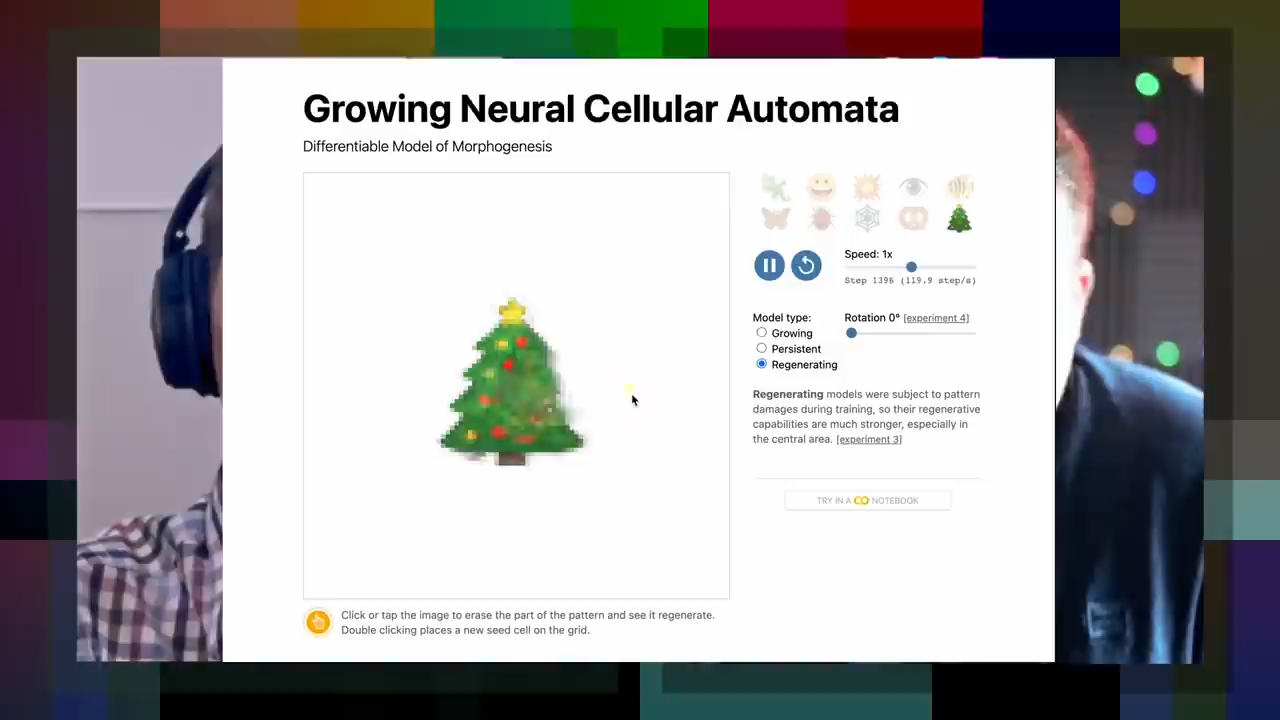 Growing Neural Cellular Automata
Differentiable Model of Morphogenesis
Speed: 1x
Step 1396 (119.9 step/s)
Model type:
Growing
Persistent
Regenerating
Rotation 0° [experiment 4]
Regenerating models were subject to pattern
damages during training, so their regenerative
capabilities are much stronger, especially in
the central area. [experiment 3]
TRY IN A CO NOTEBOOK
Click or tap the image to erase the part of the pattern and see it regenerate.
Double clicking places a new seed cell on the grid.